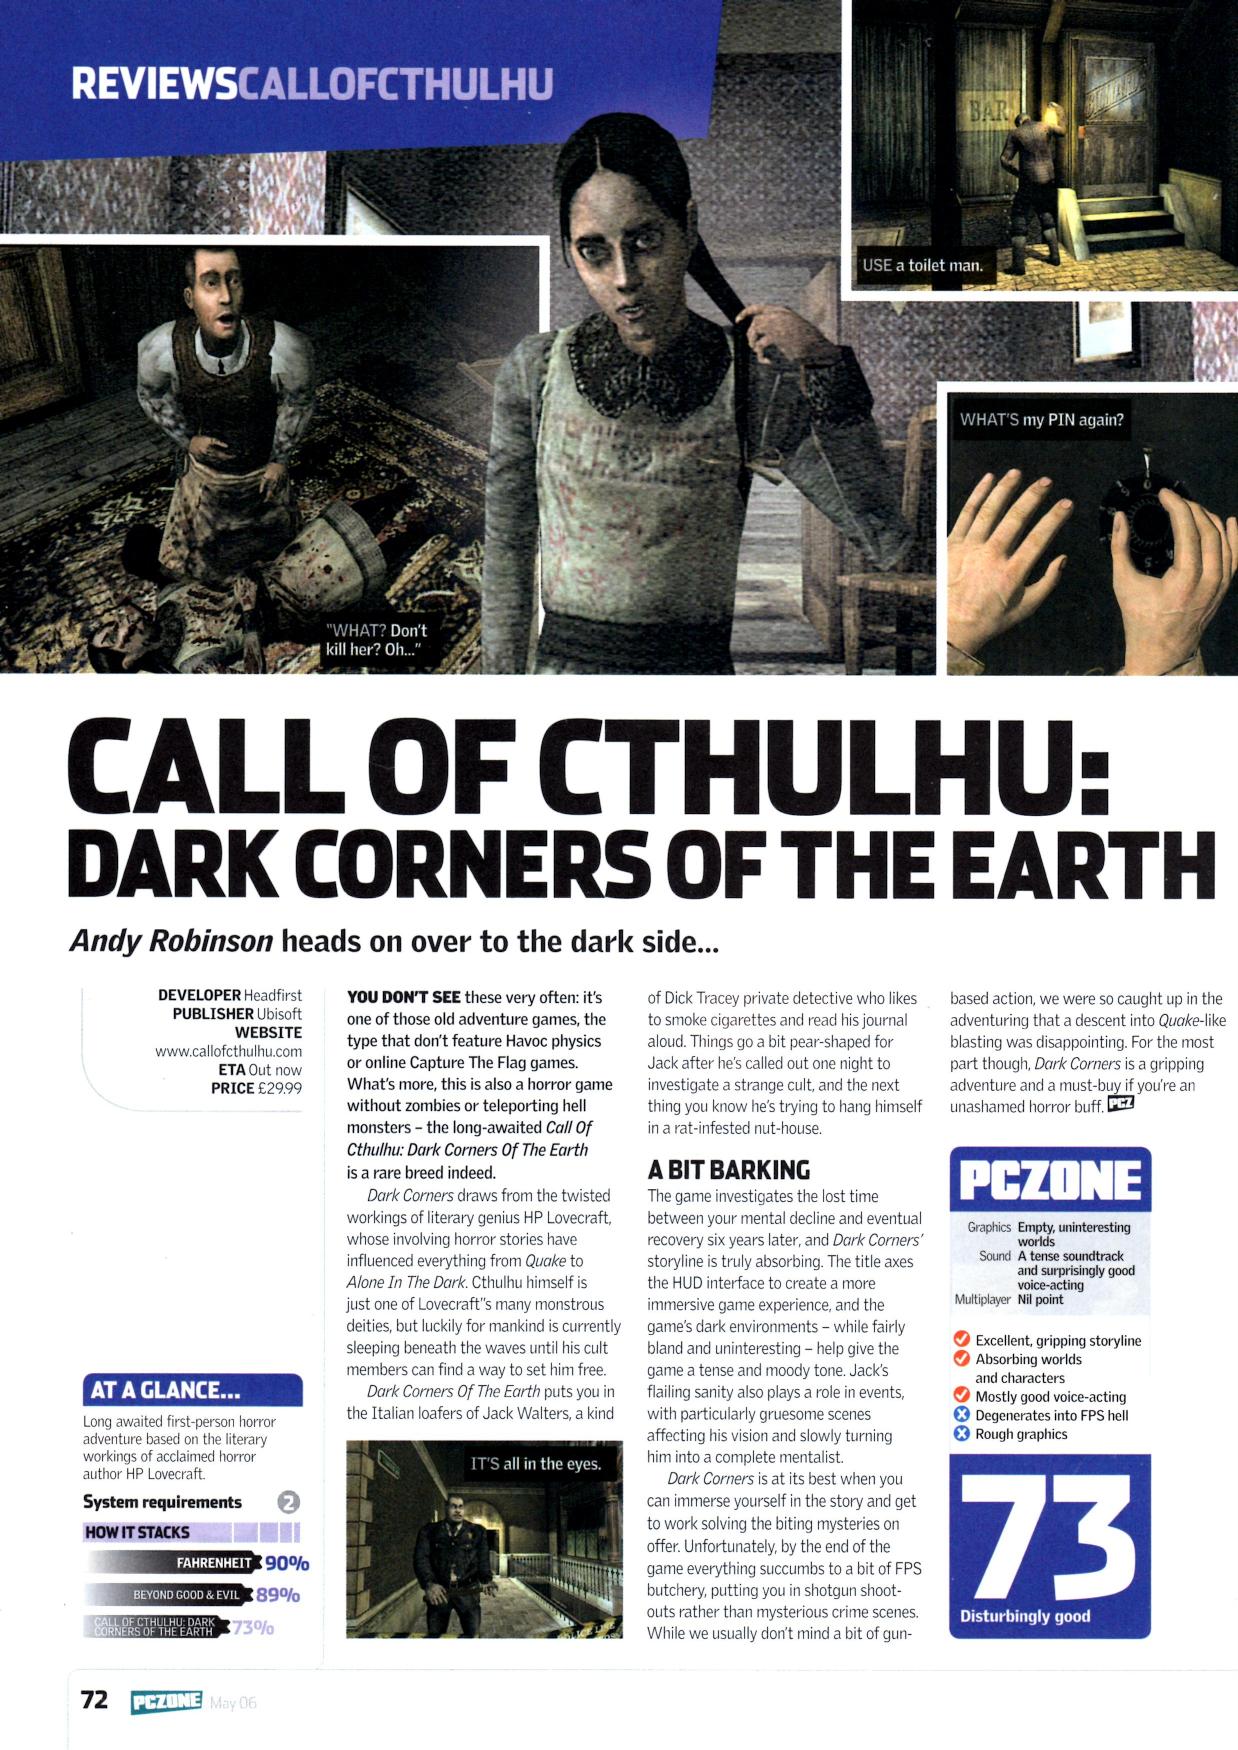 REVIEWSCALLOFCTHULHU
BAR
USE a toilet man.
WHAT'S my PIN again?
"WHAT? Don't
kill her? Oh..."
CALL OF CTHULHU:
DARK CORNERS OF THE EARTH
Andy Robinson heads on over to the dark side...
DEVELOPER Headfirst
PUBLISHER Ubisoft
WEBSITE
www.callofcthulhu.com
ETA Out now
PRICE £29.99
AT A GLANCE...
Long awaited first-person horror
adventure based on the literary
workings of acclaimed horror
author HP Lovecraft.
System requirements 2
HOW IT STACKS
FAHRENHEIT 90%
BEYOND GOOD & EVIL 89%
CALL OF CTHULHU: DARK
CORNERS OF THE EARTH 73%
YOU DON'T SEE these very often: it's
one of those old adventure games, the
type that don't feature Havoc physics
or online Capture The Flag games.
What's more, this is also a horror game
without zombies or teleporting hell
monsters – the long-awaited Call Of
Cthulhu: Dark Corners Of The Earth
is a rare breed indeed.
Dark Corners draws from the twisted
workings of literary genius HP Lovecraft,
whose involving horror stories have
influenced everything from Quake to
Alone In The Dark. Cthulhu himself is
just one of Lovecraft"s many monstrous
deities, but luckily for mankind is currently
sleeping beneath the waves until his cult
members can find a way to set him free.
Dark Corners Of The Earth puts you in
the Italian loafers of Jack Walters, a kind
IT'S all in the eyes.
of Dick Tracey private detective who likes
to smoke cigarettes and read his journal
aloud. Things go a bit pear-shaped for
Jack after he's called out one night to
investigate a strange cult, and the next
thing you know he's trying to hang himself
in a rat-infested nut-house.
A BIT BARKING
The game investigates the lost time
between your mental decline and eventual
recovery six years later, and Dark Corners'
storyline is truly absorbing. The title axes
the HUD interface to create a more
immersive game experience, and the
game's dark environments – while fairly
bland and uninteresting – help give the
game a tense and moody tone. Jack's
flailing sanity also plays a role in events,
with particularly gruesome scenes
affecting his vision and slowly turning
him into a complete mentalist.
Dark Corners is at its best when you
can immerse yourself in the story and get
to work solving the biting mysteries on
offer. Unfortunately, by the end of the
game everything succumbs to a bit of FPS
butchery, putting you in shotgun shoot-
outs rather than mysterious crime scenes.
While we usually don't mind a bit of gun-
based action, we were so caught up in the
adventuring that a descent into Quake-like
blasting was disappointing. For the most
part though, Dark Corners is a gripping
adventure and a must-buy if you're an
unashamed horror buff. PCZ
PCZONE
Graphics Empty, uninteresting
worlds
Sound A tense soundtrack
and surprisingly good
voice-acting
Multiplayer Nil point
Excellent, gripping storyline
Absorbing worlds
and characters
Mostly good voice-acting
Degenerates into FPS hell
Rough graphics
73
Disturbingly good
72 PCZONE May 06